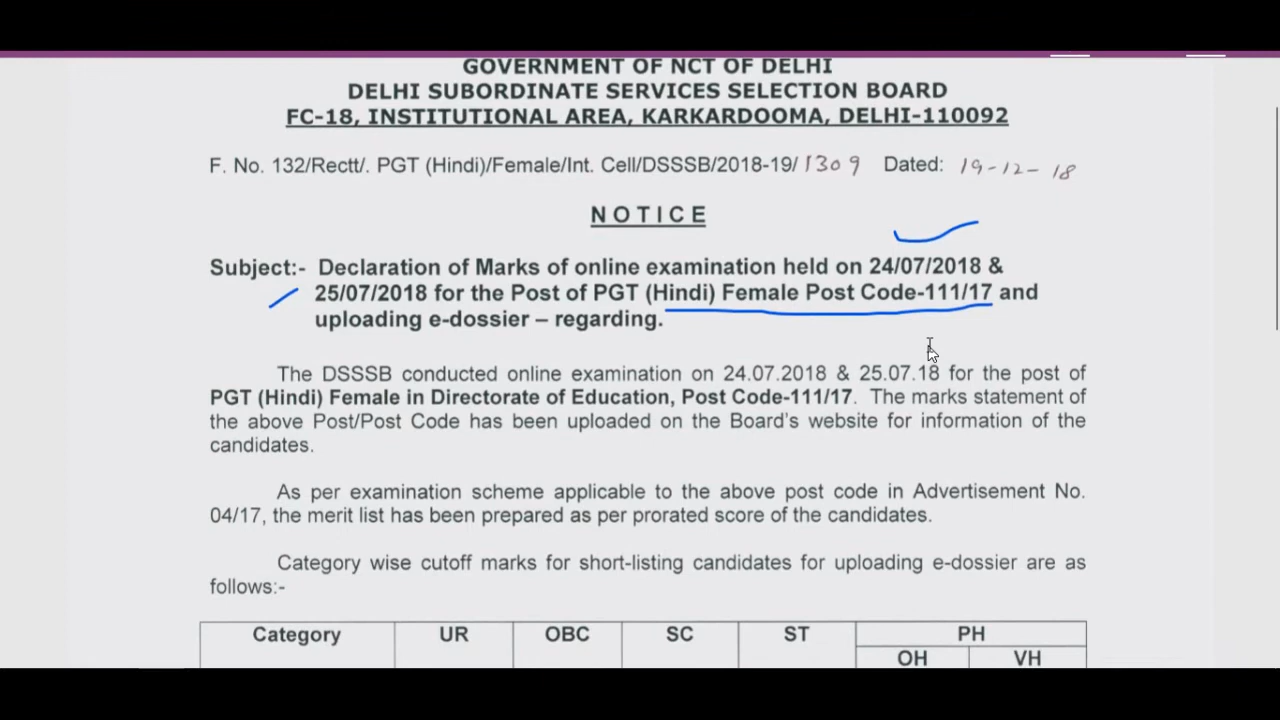 GOVERNMENT OF NCT OF DELHI
DELHI SUBORDINATE SERVICES SELECTION BOARD
FC-18, INSTITUTIONAL AREA, KARKARDOOMA, DELHI-110092
F. No. 132/Rectt/. PGT (Hindi)/Female/Int. Cell/DSSSB/2018-19/ 1309 Dated: 19-12-18
NOTICE
Subject:- Declaration of Marks of online examination held on 24/07/2018 &
25/07/2018 for the Post of PGT (Hindi) Female Post Code-111/17 and
uploading e-dossier – regarding.
The DSSSB conducted online examination on 24.07.2018 & 25.07.18 for the post of
PGT (Hindi) Female in Directorate of Education, Post Code-111/17. The marks statement of
the above Post/Post Code has been uploaded on the Board's website for information of the
candidates.
As per examination scheme applicable to the above post code in Advertisement No.
04/17, the merit list has been prepared as per prorated score of the candidates.
Category wise cutoff marks for short-listing candidates for uploading e-dossier are as
follows:-
Category UR OBC SC ST PH
OH VH